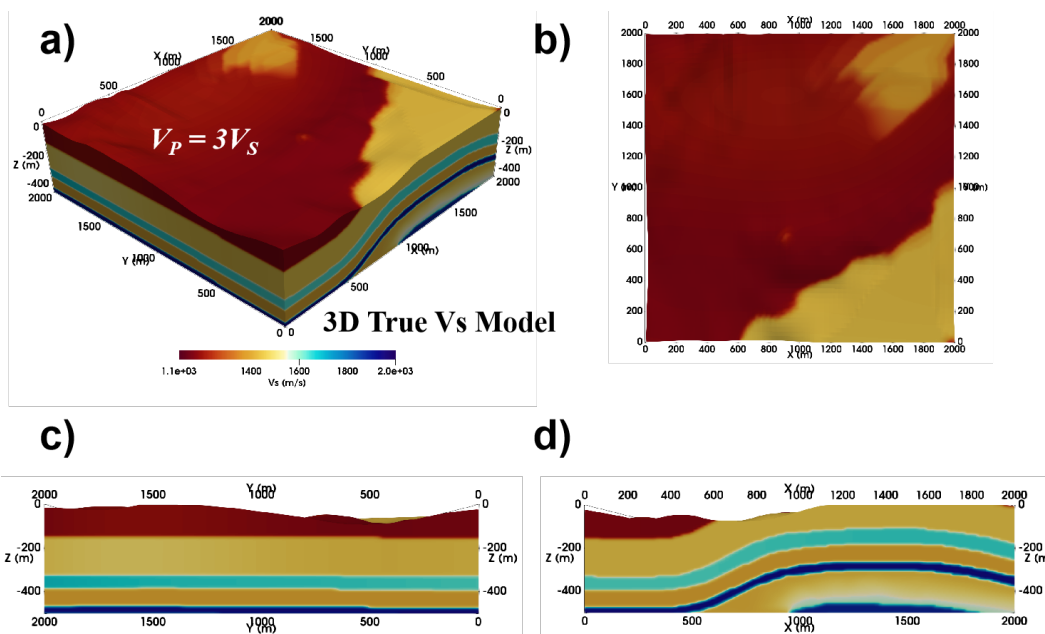 a)
2000
1500
1500
X (m)
Y (m)
1000
1000
500
500
0
0
0
0
-200
-200
Z (m)
Z (m)
-400
-400
2000
2000
1500
1500
1000
1000
Y (m)
X (m)
500
500
0
0
V_P = 3V_S
3D True Vs Model
1.1e+03 1400 1600 1800 2.0e+03
Vs (m/s)
b)
X (m)
0 200 400 600 800 1000 1200 1400 1600 1800 2000
2000 2000
1800 1800
1600 1600
1400 1400
1200 1200
Y (m) 1000 1000
800 800
600 600
400 400
200 200
0 0
0 200 400 600 800 1000 1200 1400 1600 1800 2000
X (m)
c)
2000 1500 1000 500 0
Y (m)
0 0
-200 -200
Z (m) Z (m)
-400 -400
2000 1500 1000 500 0
Y (m)
d)
X (m)
0 200 400 600 800 1000 1200 1400 1600 1800 2000
0 0
-200 -200
Z (m) Z (m)
-400 -400
0 500 1000 1500 2000
X (m)